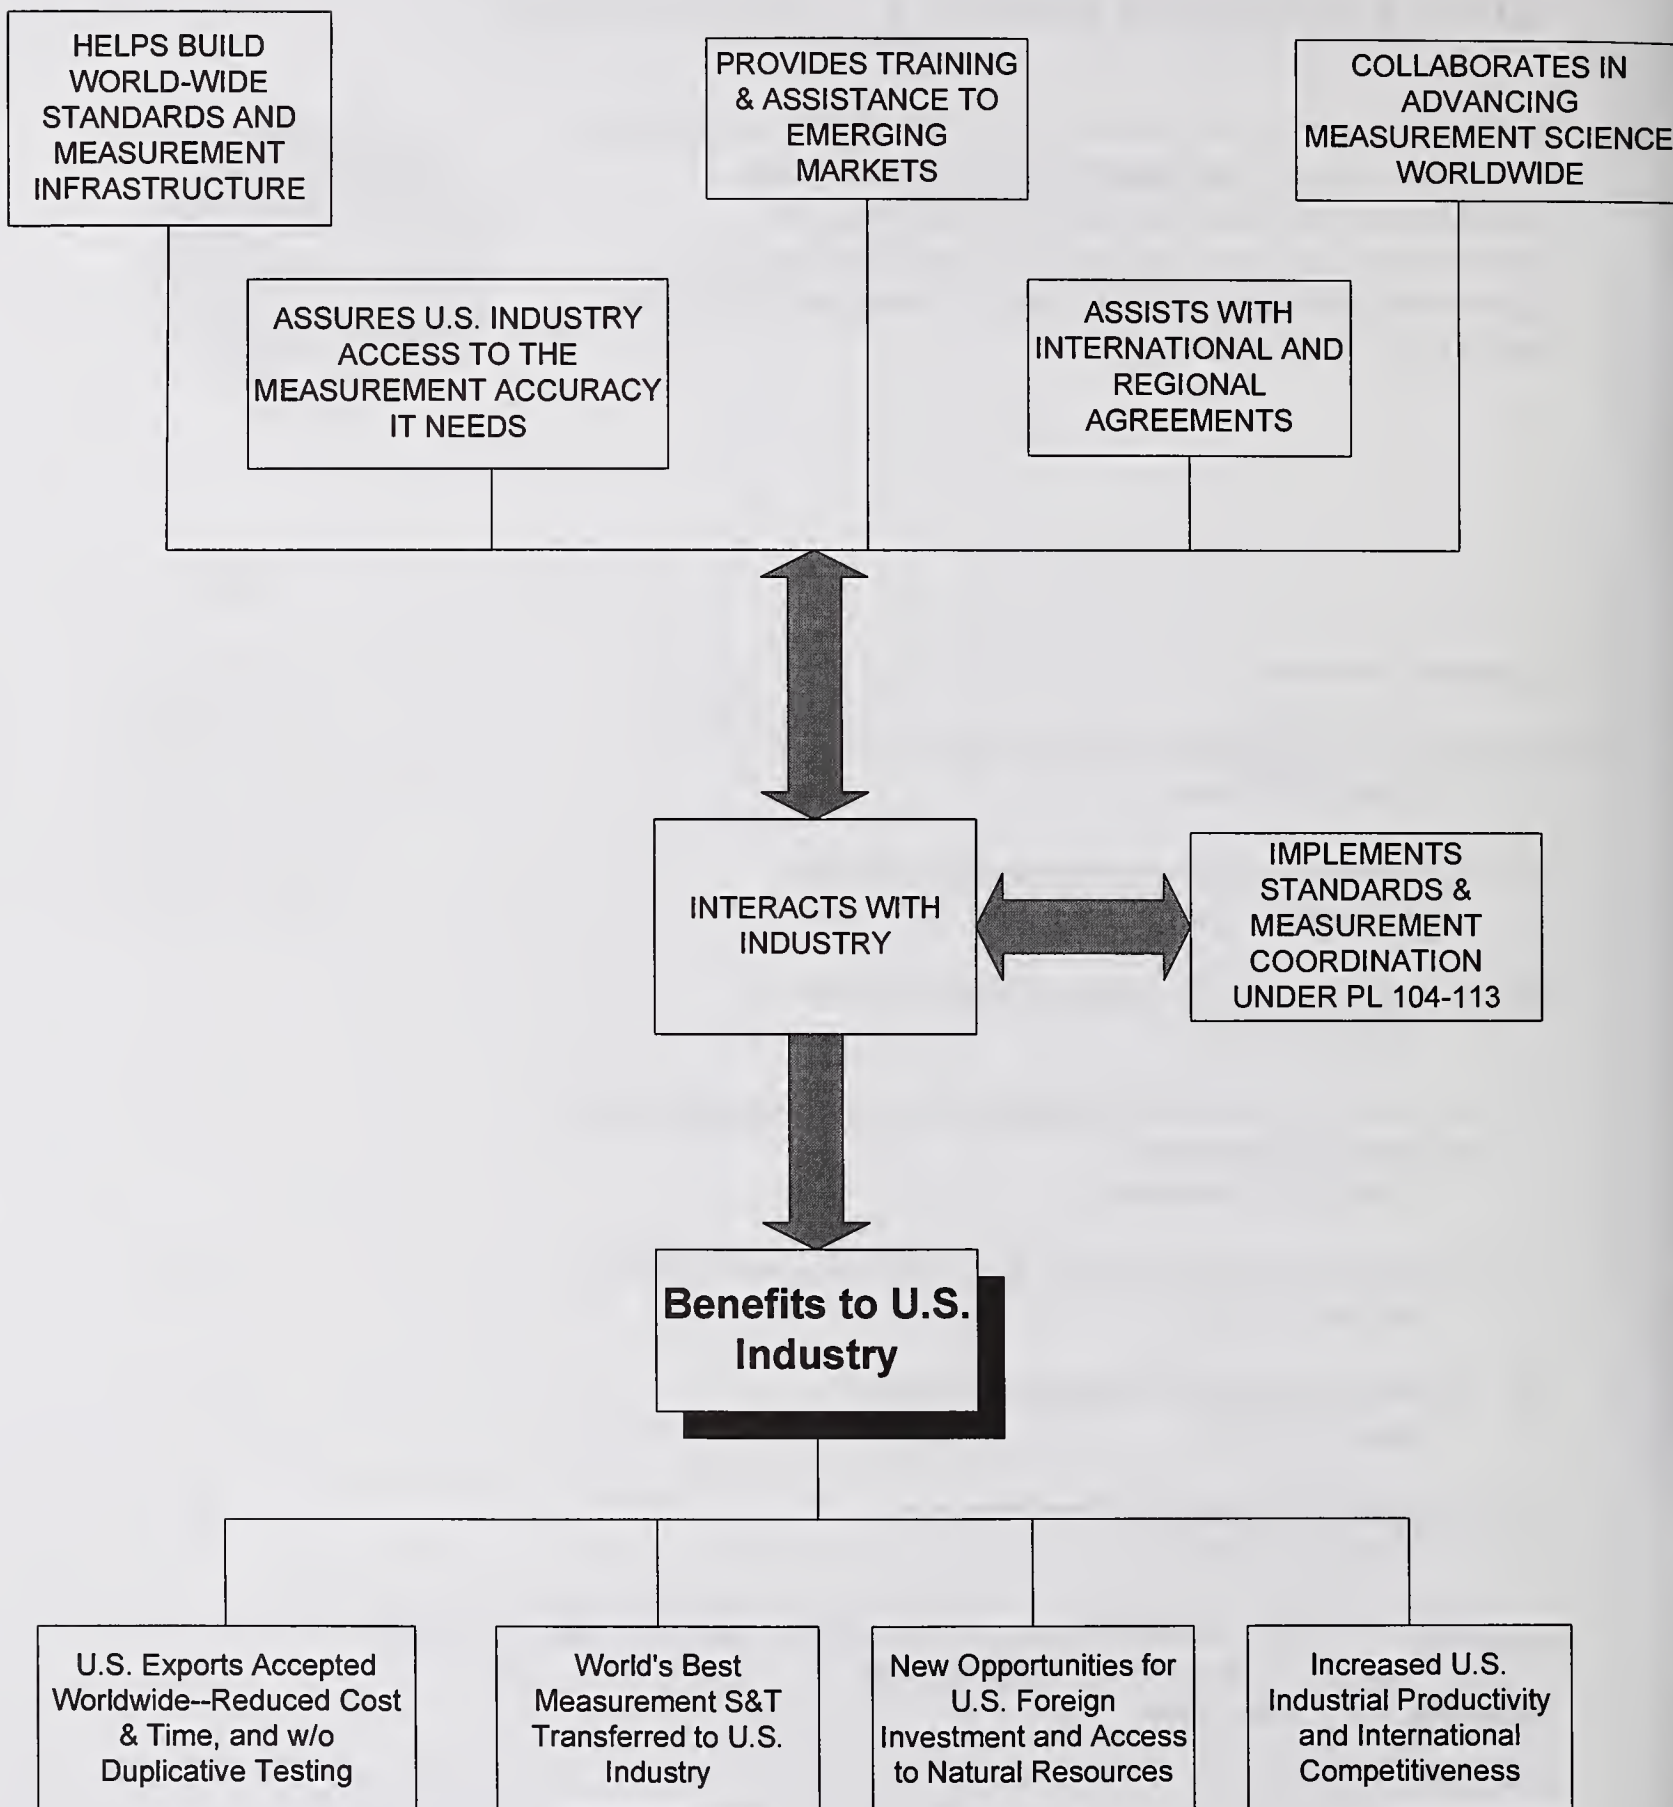 HELPS BUILD
WORLD-WIDE
STANDARDS AND
MEASUREMENT
INFRASTRUCTURE
PROVIDES TRAINING
& ASSISTANCE TO
EMERGING
MARKETS
COLLABORATES IN
ADVANCING
MEASUREMENT SCIENCE
WORLDWIDE
ASSURES U.S. INDUSTRY
ACCESS TO THE
MEASUREMENT ACCURACY
IT NEEDS
ASSISTS WITH
INTERNATIONAL AND
REGIONAL
AGREEMENTS
INTERACTS WITH
INDUSTRY
IMPLEMENTS
STANDARDS &
MEASUREMENT
COORDINATION
UNDER PL 104-113
Benefits to U.S.
Industry
U.S. Exports Accepted
Worldwide--Reduced Cost
& Time, and w/o
Duplicative Testing
World's Best
Measurement S&T
Transferred to U.S.
Industry
New Opportunities for
U.S. Foreign
Investment and Access
to Natural Resources
Increased U.S.
Industrial Productivity
and International
Competitiveness